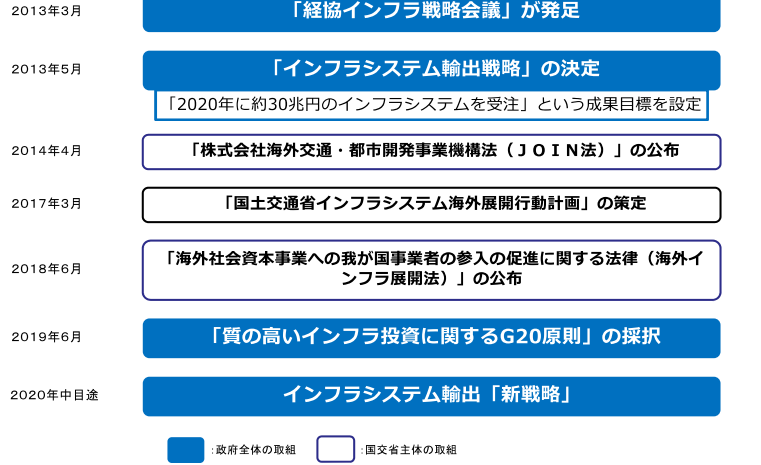 2013年3月
「経協インフラ戦略会議」が発足
2013年5月
「インフラシステム輸出戦略」の決定
「2020年に約30兆円のインフラシステムを受注」という成果目標を設定
2014年4月
「株式会社海外交通・都市開発事業機構法（ＪＯＩＮ法）」の公布
2017年3月
「国土交通省インフラシステム海外展開行動計画」の策定
2018年6月
「海外社会資本事業への我が国事業者の参入の促進に関する法律（海外イ
ンフラ展開法）」の公布
2019年6月
「質の高いインフラ投資に関するG20原則」の採択
2020年中目途
インフラシステム輸出「新戦略」
：政府全体の取組
：国交省主体の取組